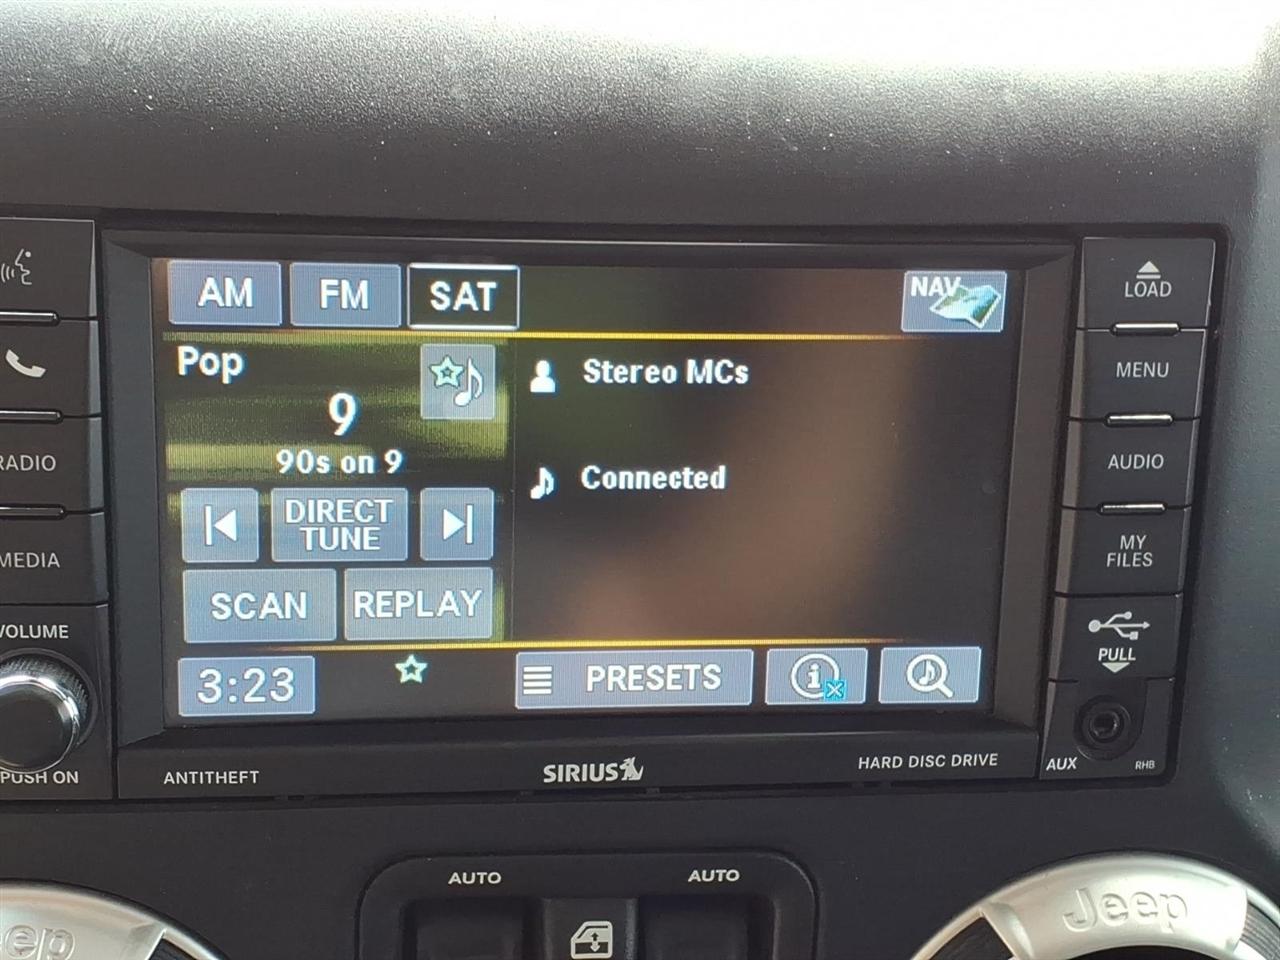 AM FM SAT NAV
Pop
9
90s on 9
Stereo MCs
Connected
DIRECT
TUNE
SCAN REPLAY
3:23 PRESETS
RADIO
MEDIA
VOLUME
PUSH ON
LOAD
MENU
AUDIO
MY
FILES
PULL
AUX RHB
ANTITHEFT SIRIUS HARD DISC DRIVE
AUTO AUTO
Jeep
eep